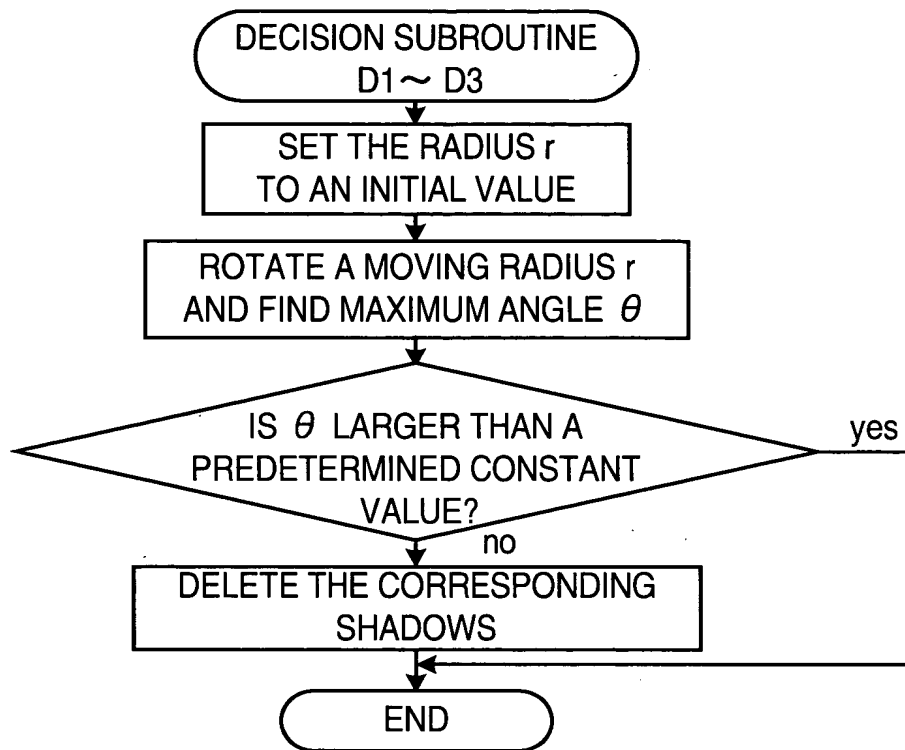 DECISION SUBROUTINE
D1～ D3
SET THE RADIUS r
TO AN INITIAL VALUE
ROTATE A MOVING RADIUS r
AND FIND MAXIMUM ANGLE θ
IS θ LARGER THAN A
PREDETERMINED CONSTANT
VALUE?
yes
no
DELETE THE CORRESPONDING
SHADOWS
END